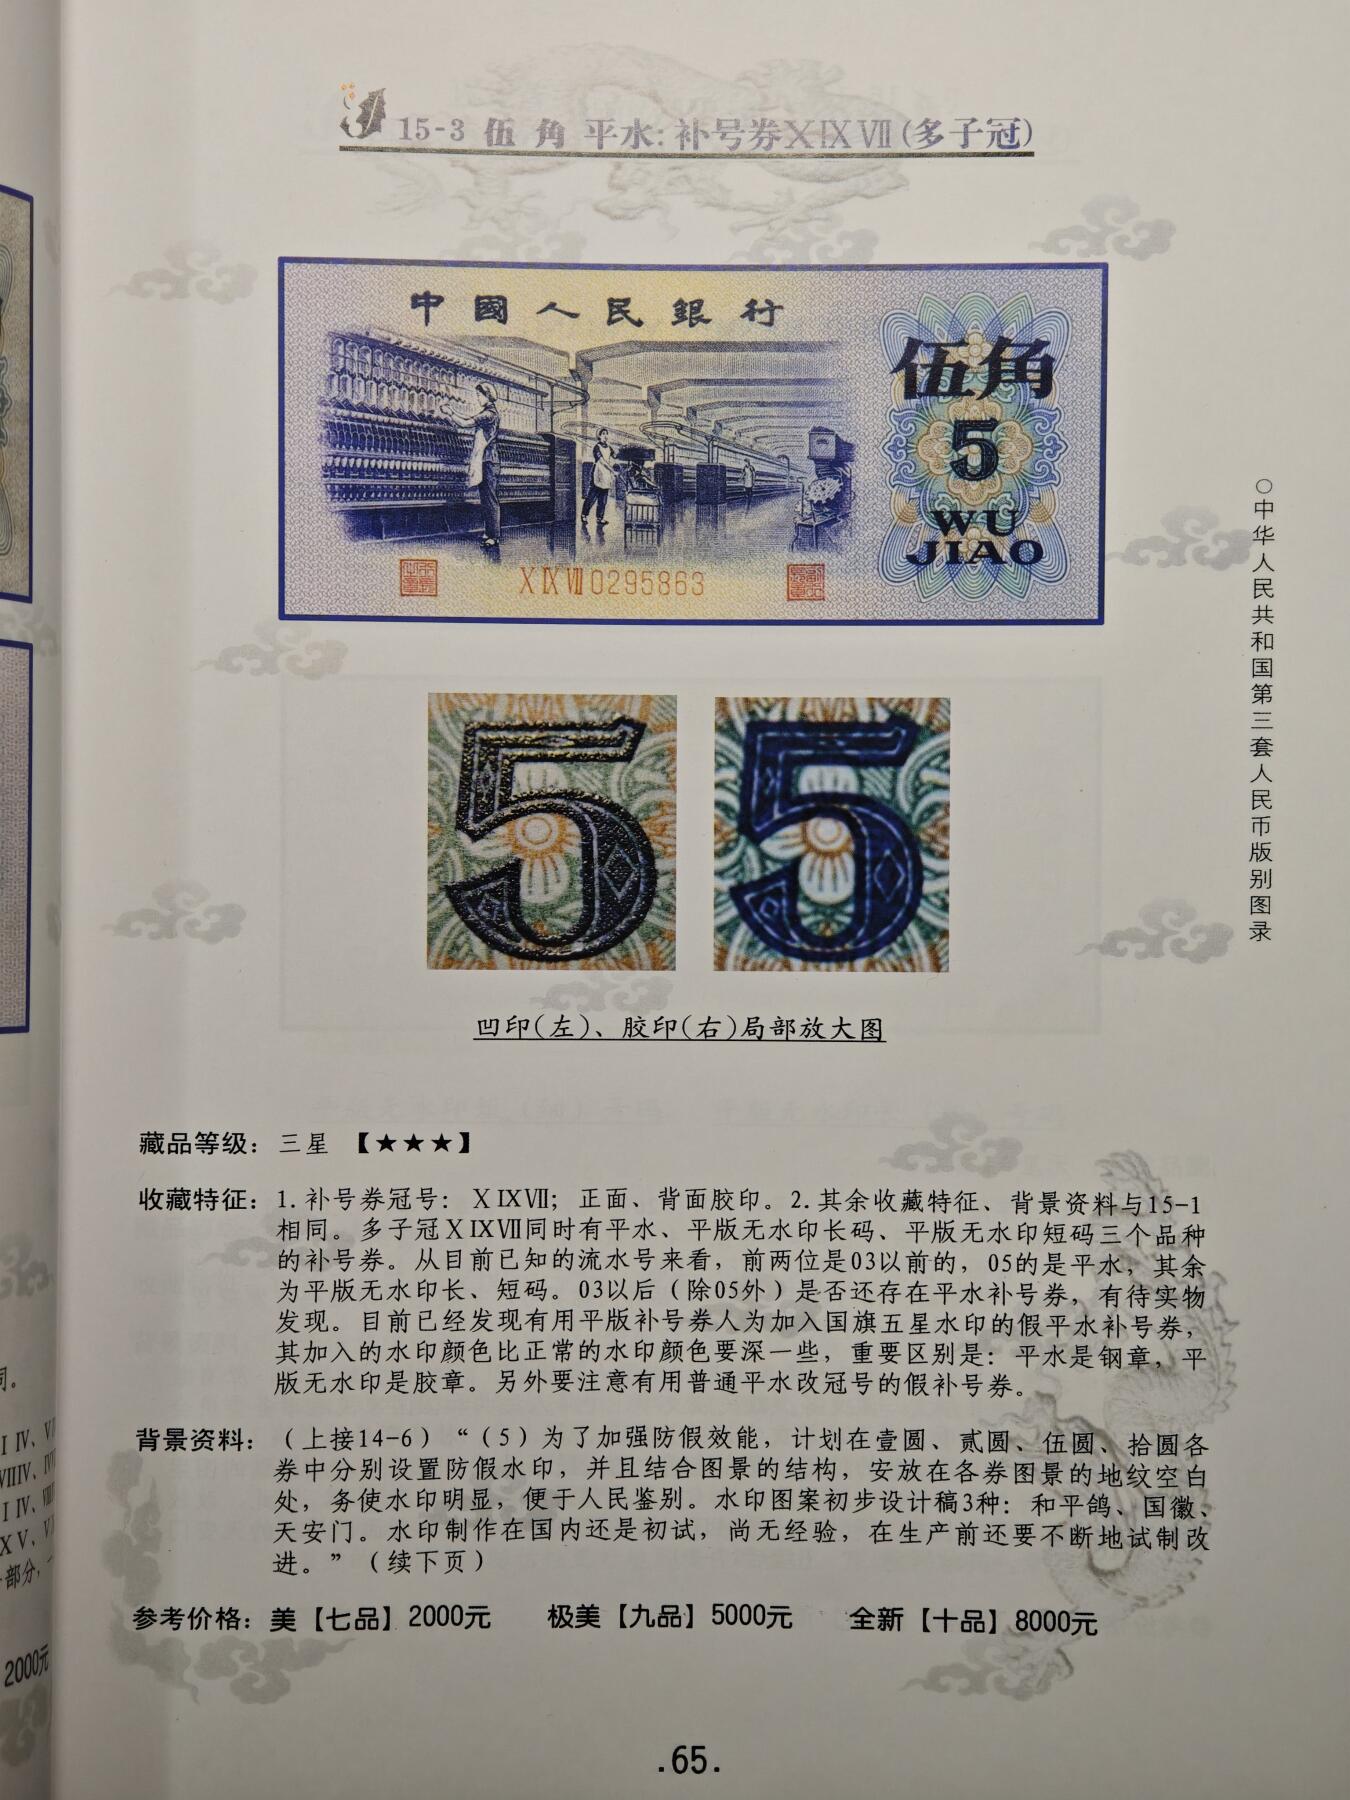 15-3 伍 角 平水:补号券ⅩⅨⅦ(多子冠)
中國人民銀行
伍角
5
WU
JIAO
ⅩⅨⅦ0295863
凹印(左)、胶印(右)局部放大图
藏品等级：三星 【★★★】
收藏特征：1.补号券冠号：ⅩⅨⅦ；正面、背面胶印。2.其余收藏特征、背景资料与15-1
相同。多子冠ⅩⅨⅦ同时有平水、平版无水印长码、平版无水印短码三个品种
的补号券。从目前已知的流水号来看，前两位是03以前的，05的是平水，其余
为平版无水印长、短码。03以后（除05外）是否还存在平水补号券，有待实物
发现。目前已经发现有用平版补号券人为加入国旗五星水印的假平水补号券，
其加入的水印颜色比正常的水印颜色要深一些，重要区别是：平水是钢章，平
版无水印是胶章。另外要注意有用普通平水改冠号的假补号券。
背景资料：（上接14-6）“（5）为了加强防假效能，计划在壹圆、贰圆、伍圆、拾圆各
券中分别设置防假水印，并且结合图景的结构，安放在各券图景的地纹空白
处，务使水印明显，便于人民鉴别。水印图案初步设计稿3种：和平鸽、国徽、
天安门。水印制作在国内还是初试，尚无经验，在生产前还要不断地试制改
进。”（续下页）
参考价格：美【七品】2000元 极美【九品】5000元 全新【十品】8000元
○中华人民共和国第三套人民币版别图录
.65.
同。
部分，
2000元